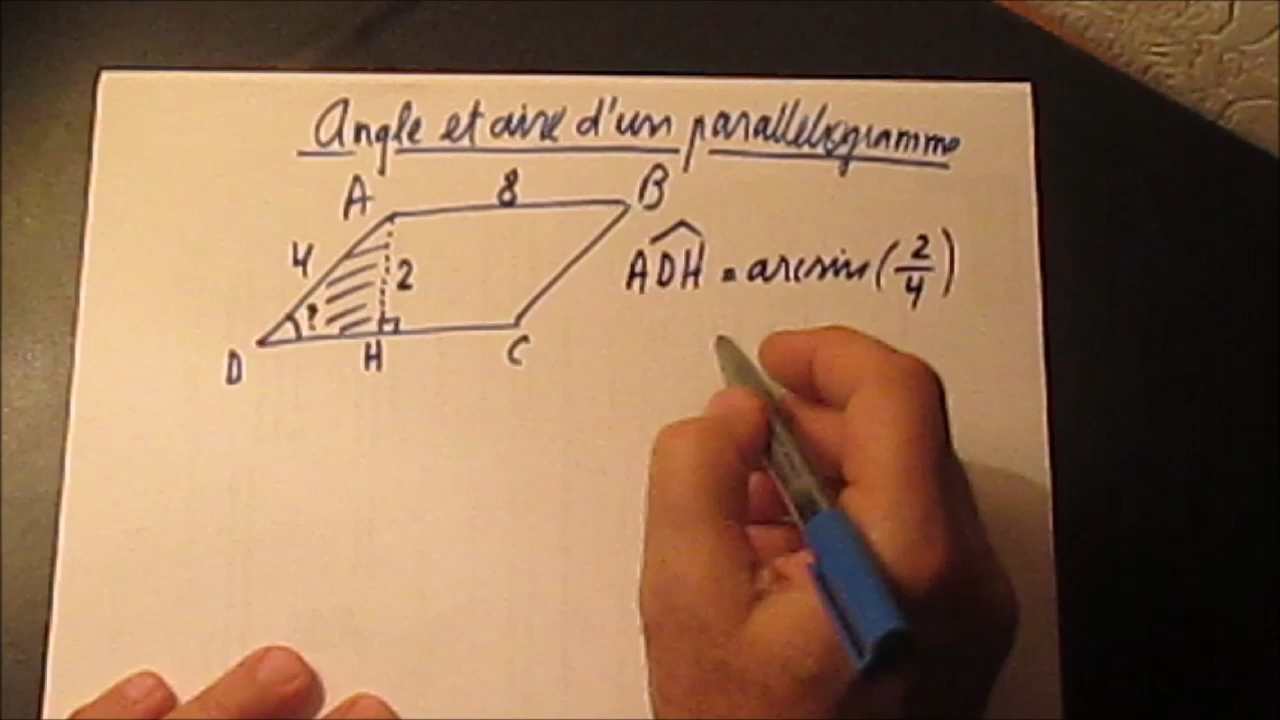 Angle et aire d'un parallélogramme
A 8 B
4 2
?
D H C
ADH = arcsin(2/4)